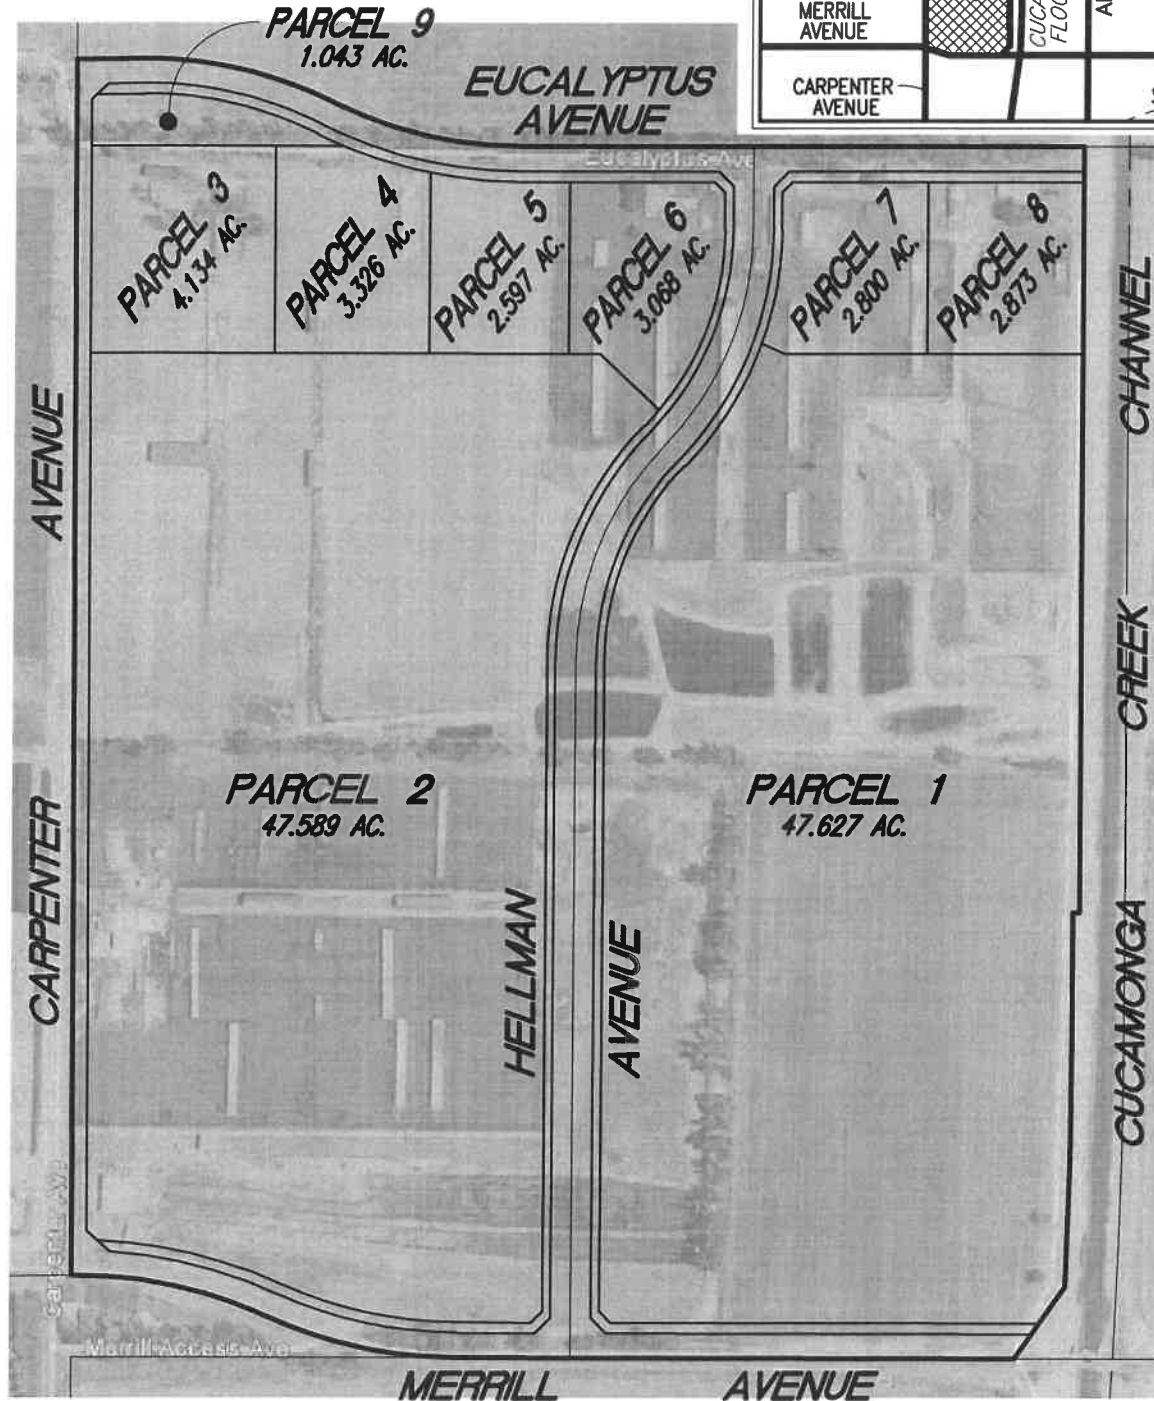 PARCEL 9
1.043 AC.
EUCALYPTUS
AVENUE
MERRILL
AVENUE
CARPENTER
AVENUE
Eucalyptus Ave
PARCEL 3
4.134 AC.
PARCEL 4
3.326 AC.
PARCEL 5
2.597 AC.
PARCEL 6
3.068 AC.
PARCEL 7
2.800 AC.
PARCEL 8
2.873 AC.
CARPENTER AVENUE
CUCAMONGA CREEK CHANNEL
PARCEL 2
47.589 AC.
PARCEL 1
47.627 AC.
HELLMAN
AVENUE
Merrill Access Ave
MERRILL AVENUE